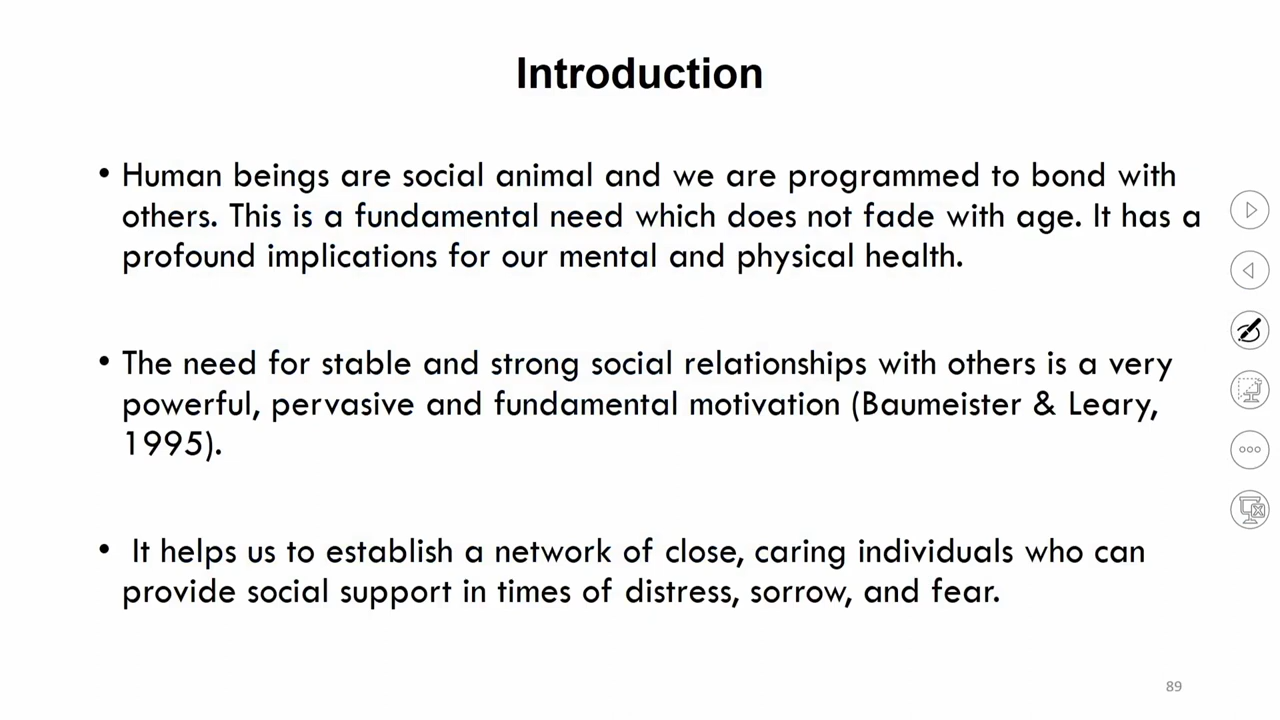 Introduction
• Human beings are social animal and we are programmed to bond with
others. This is a fundamental need which does not fade with age. It has a
profound implications for our mental and physical health.
• The need for stable and strong social relationships with others is a very
powerful, pervasive and fundamental motivation (Baumeister & Leary,
1995).
• It helps us to establish a network of close, caring individuals who can
provide social support in times of distress, sorrow, and fear.
89